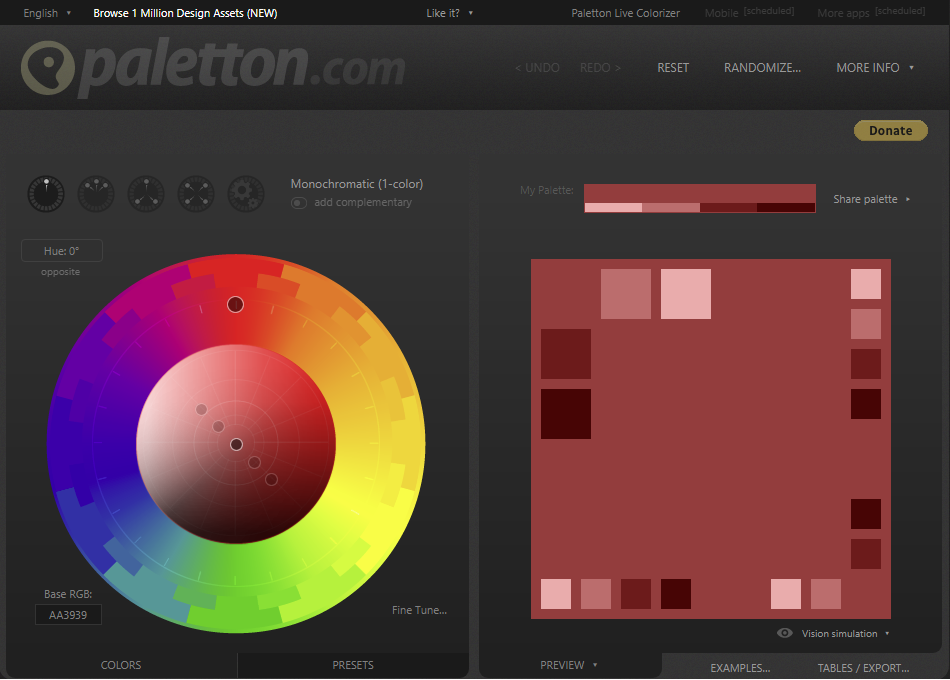 English ▾ Browse 1 Million Design Assets (NEW) Like it? ▾ Paletton Live Colorizer Mobile [scheduled] More apps [scheduled]
paletton.com < UNDO REDO > RESET RANDOMIZE... MORE INFO ▾
Donate
Monochromatic (1-color)
add complementary
My Palette:
Share palette ▸
Hue: 0°
opposite
Base RGB:
AA3939
Fine Tune...
Vision simulation ▾
COLORS PRESETS PREVIEW ▾ EXAMPLES... TABLES / EXPORT...